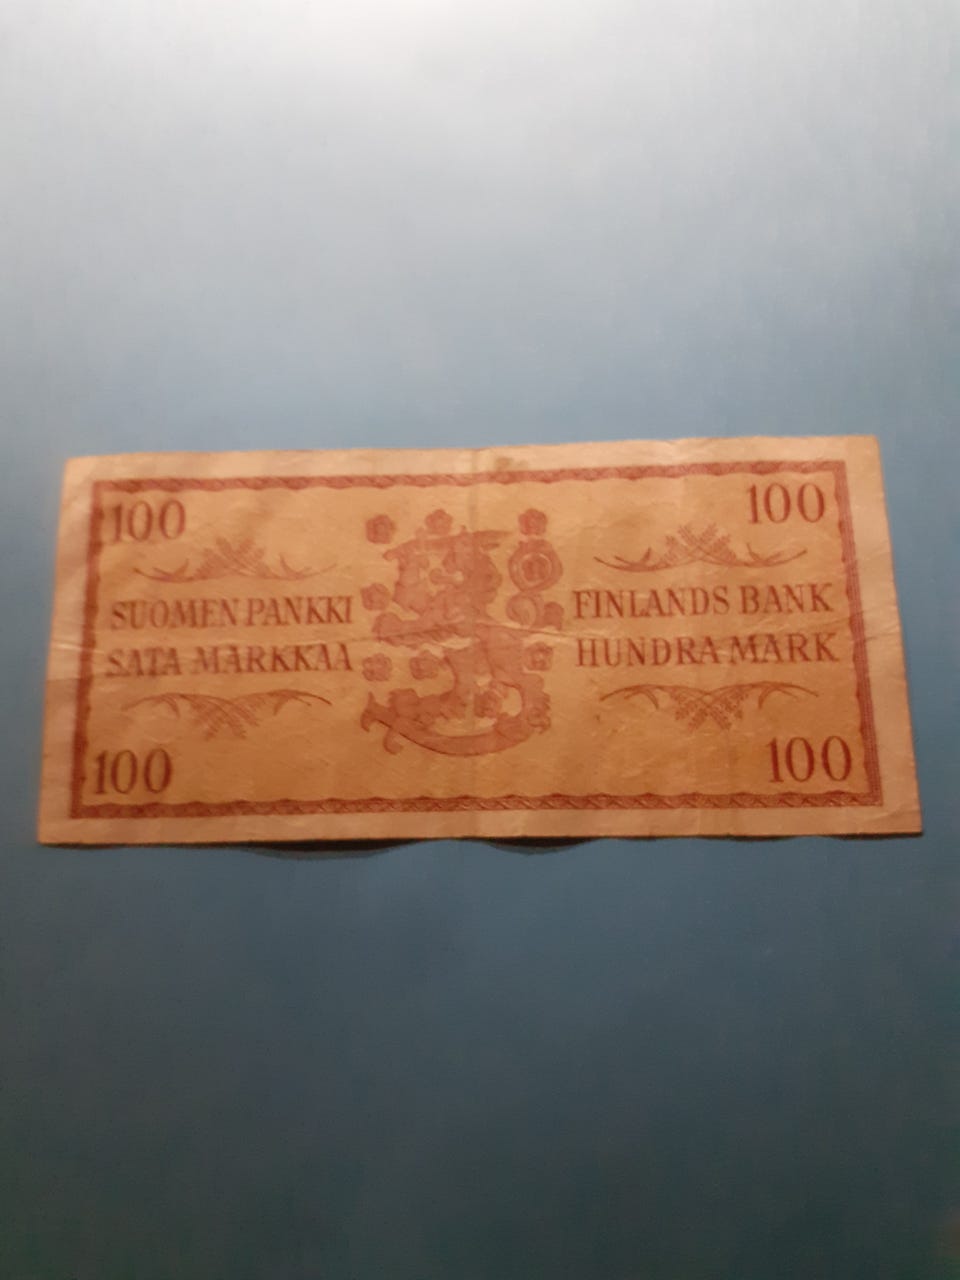 100
100
SUOMEN PANKKI
SATA MARKKAA
FINLANDS BANK
HUNDRA MARK
100
100